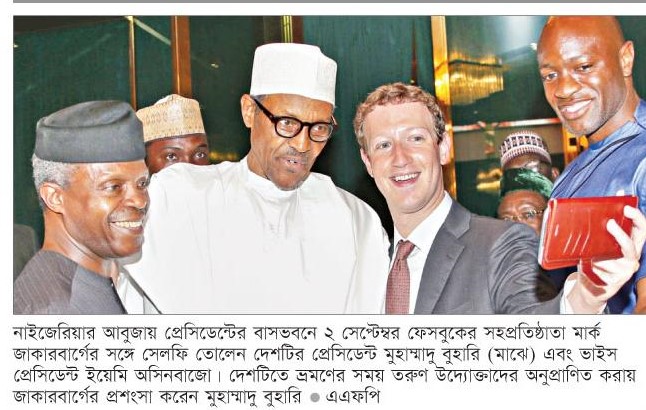 নাইজেরিয়ার আবুজায় প্রেসিডেন্টের বাসভবনে ২ সেপ্টেম্বর ফেসবুকের সহপ্রতিষ্ঠাতা মার্ক
জাকারবার্গের সঙ্গে সেলফি তোলেন দেশটির প্রেসিডেন্ট মুহাম্মাদু বুহারি (মাঝে) এবং ভাইস
প্রেসিডেন্ট ইয়েমি অসিনবাজো। দেশটিতে ভ্রমণের সময় তরুণ উদ্যোক্তাদের অনুপ্রাণিত করায়
জাকারবার্গের প্রশংসা করেন মুহাম্মাদু বুহারি ● এএফপি